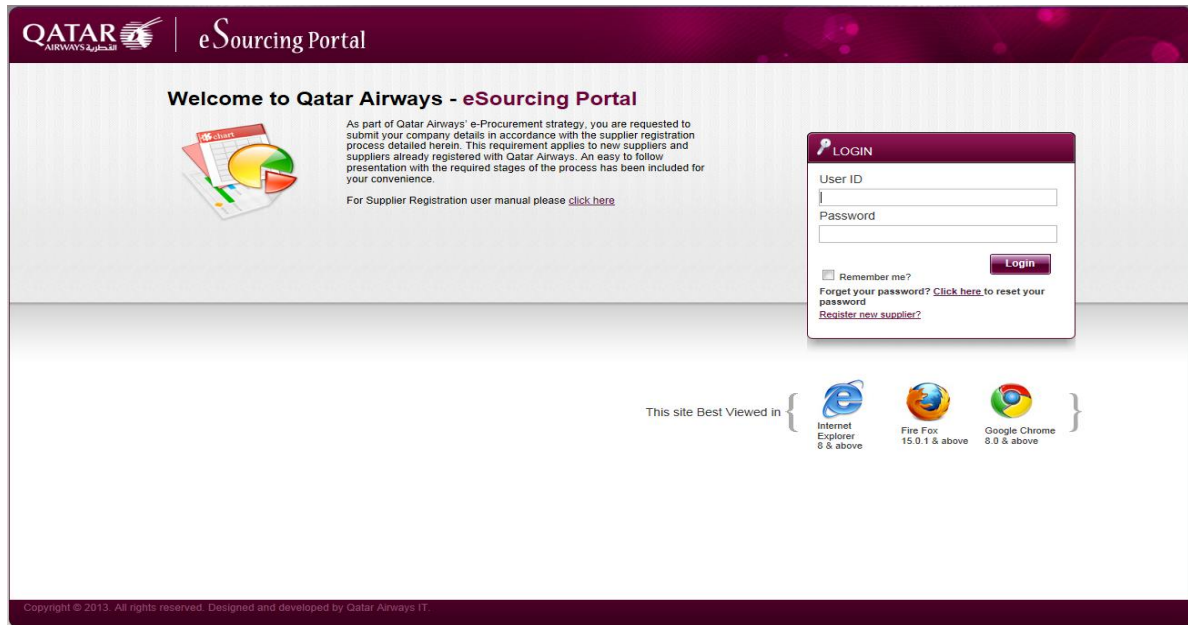 QATAR
AIRWAYS القطرية
eSourcing Portal
Welcome to Qatar Airways - eSourcing Portal
chart
As part of Qatar Airways' e-Procurement strategy, you are requested to
submit your company details in accordance with the supplier registration
process detailed herein. This requirement applies to new suppliers and
suppliers already registered with Qatar Airways. An easy to follow
presentation with the required stages of the process has been included for
your convenience.
For Supplier Registration user manual please click here
LOGIN
User ID
Password
Login
Remember me?
Forget your password? Click here to reset your
password
Register new supplier?
This site Best Viewed in
Internet
Explorer
8 & above
Fire Fox
15.0.1 & above
Google Chrome
8.0 & above
Copyright © 2013. All rights reserved. Designed and developed by Qatar Airways IT.